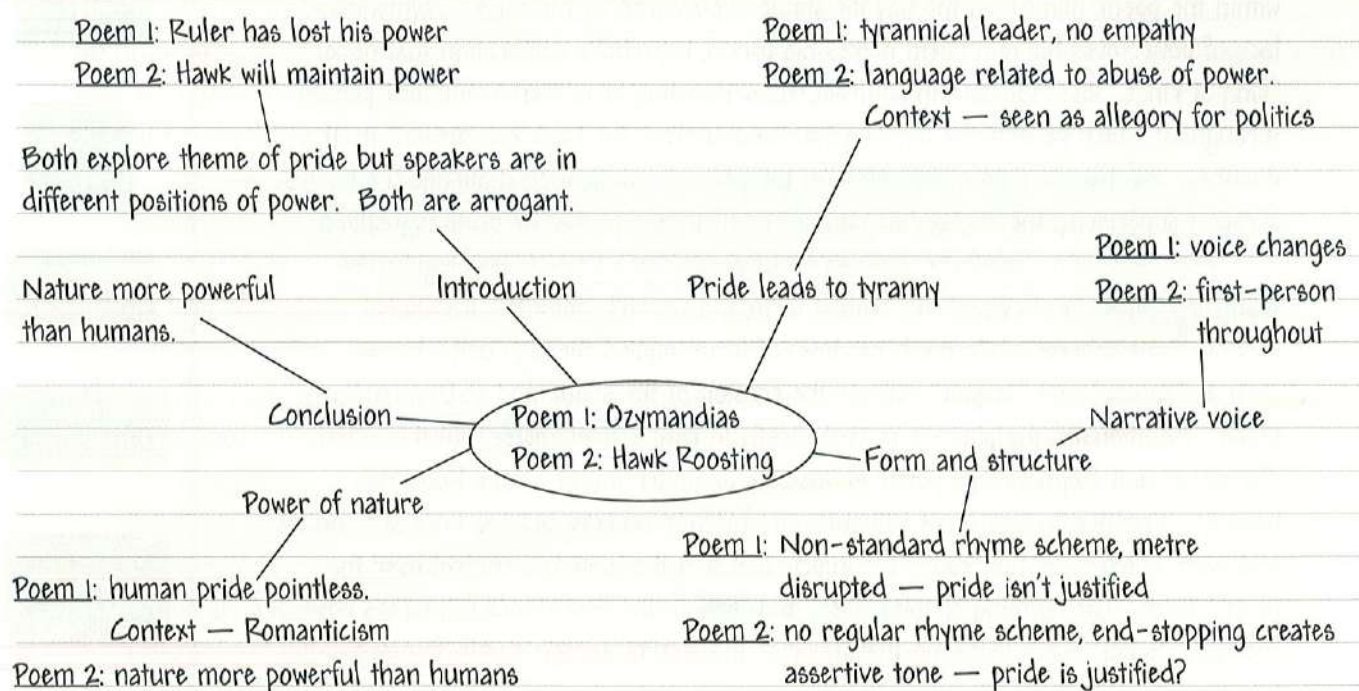 Poem 1: Ruler has lost his power
Poem 2: Hawk will maintain power
Both explore theme of pride but speakers are in
different positions of power. Both are arrogant.
Introduction
Poem 1: tyrannical leader, no empathy
Poem 2: language related to abuse of power.
Context — seen as allegory for politics
Pride leads to tyranny
Poem 1: voice changes
Poem 2: first-person
throughout
Narrative voice
Form and structure
Poem 1: Non-standard rhyme scheme, metre
disrupted — pride isn't justified
Poem 2: no regular rhyme scheme, end-stopping creates
assertive tone — pride is justified?
Poem 1: Ozymandias
Poem 2: Hawk Roosting
Nature more powerful
than humans.
Conclusion
Power of nature
Poem 1: human pride pointless.
Context — Romanticism
Poem 2: nature more powerful than humans